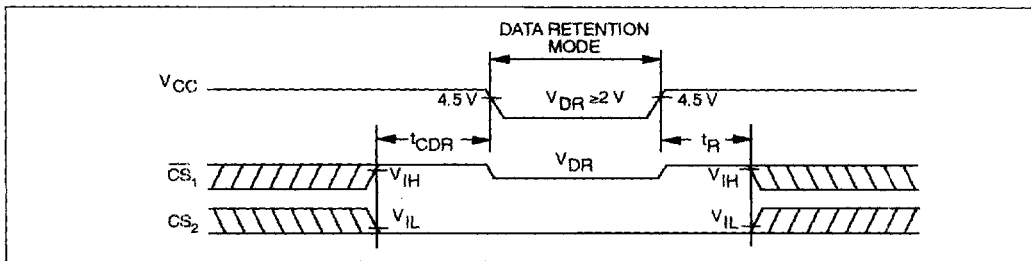 DATA RETENTION
MODE
VCC
4.5 V
VDR ≥2 V
4.5 V
tCDR
tR
CS1
VIH
VDR
VIH
CS2
VIL
VIL